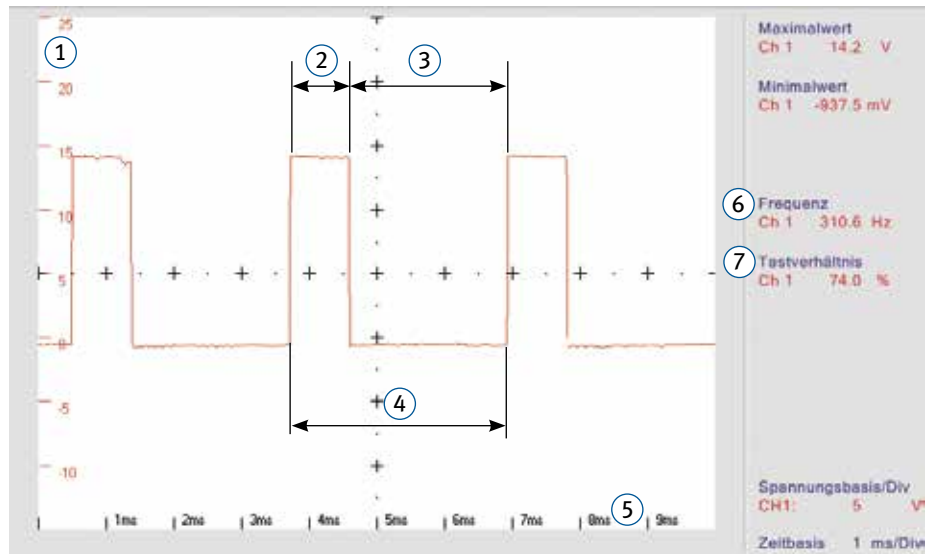 25
1
20
15
10
5
0
-5
-10
2
3
4
1ms 2ms 3ms 4ms 5ms 6ms 7ms 8ms 5 9ms
Maximalwert
Ch 1 14.2 V
Minimalwert
Ch 1 -937.5 mV
6 Frequenz
Ch 1 310.6 Hz
7 Tastverhältnis
Ch 1 74.0 %
Spannungsbasis/Div
CH1: 5
Zeitbasis 1 ms/Div